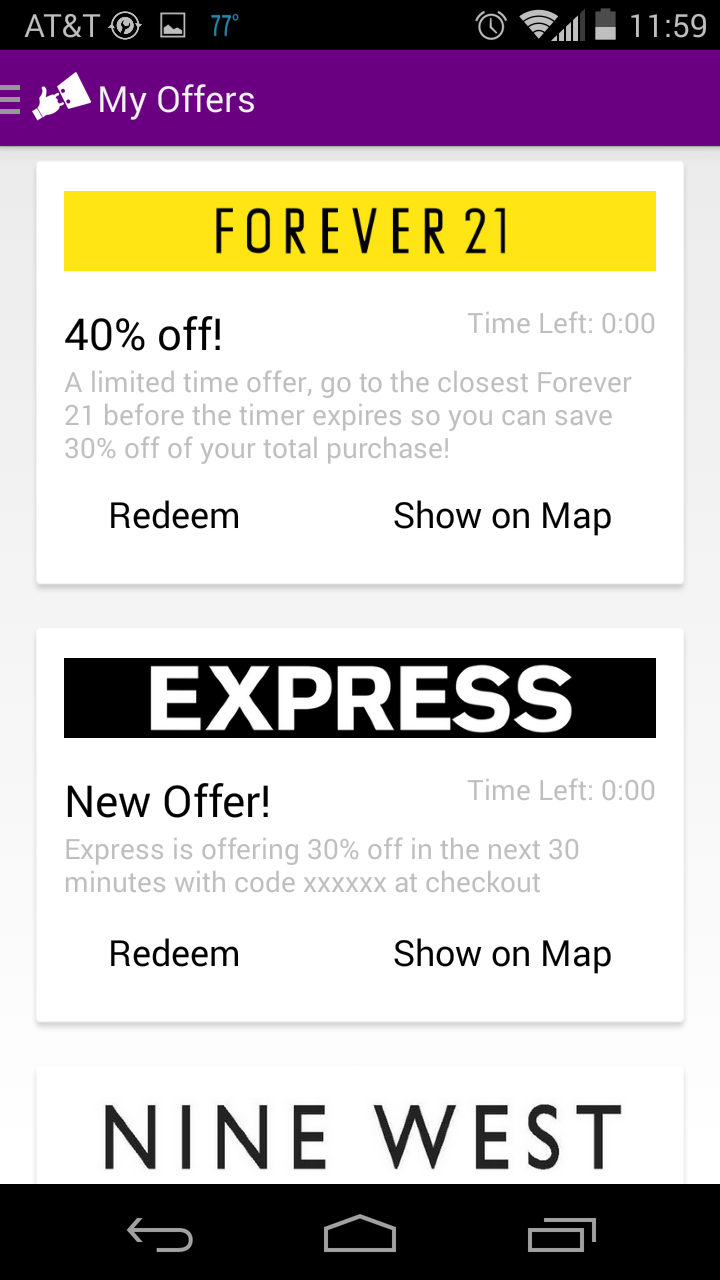 AT&T 77° 11:59
My Offers
FOREVER 21
40% off!
Time Left: 0:00
A limited time offer, go to the closest Forever
21 before the timer expires so you can save
30% off of your total purchase!
Redeem Show on Map
EXPRESS
New Offer!
Time Left: 0:00
Express is offering 30% off in the next 30
minutes with code xxxxxx at checkout
Redeem Show on Map
NINE WEST